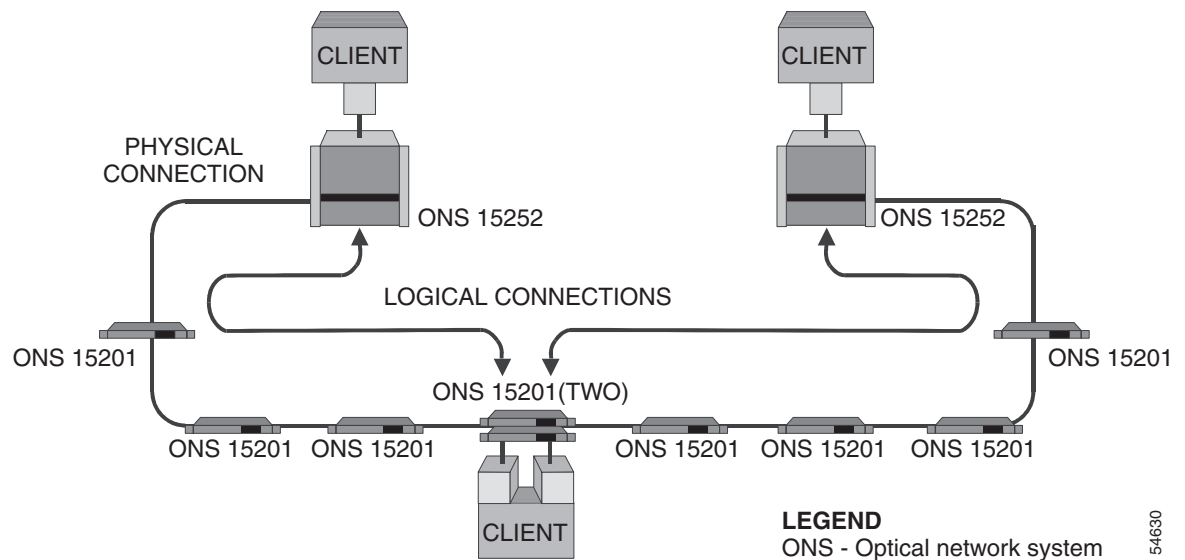 CLIENT
CLIENT
PHYSICAL
CONNECTION
ONS 15252
ONS 15252
LOGICAL CONNECTIONS
ONS 15201
ONS 15201
ONS 15201(TWO)
ONS 15201
ONS 15201
ONS 15201
ONS 15201
ONS 15201
CLIENT
LEGEND
ONS - Optical network system
54630